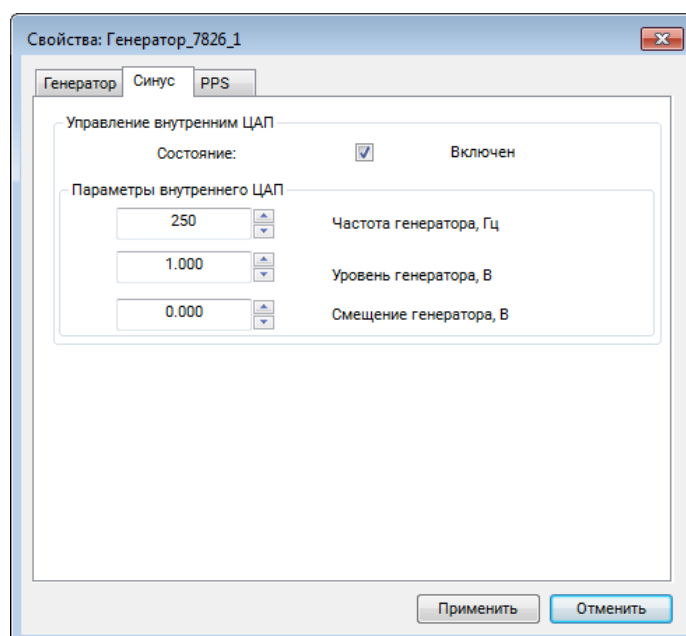 Свойства: Генератор_7826_1
Генератор Синус PPS
Управление внутренним ЦАП
Состояние: Включен
Параметры внутреннего ЦАП
250 Частота генератора, Гц
1.000 Уровень генератора, В
0.000 Смещение генератора, В
Применить Отменить